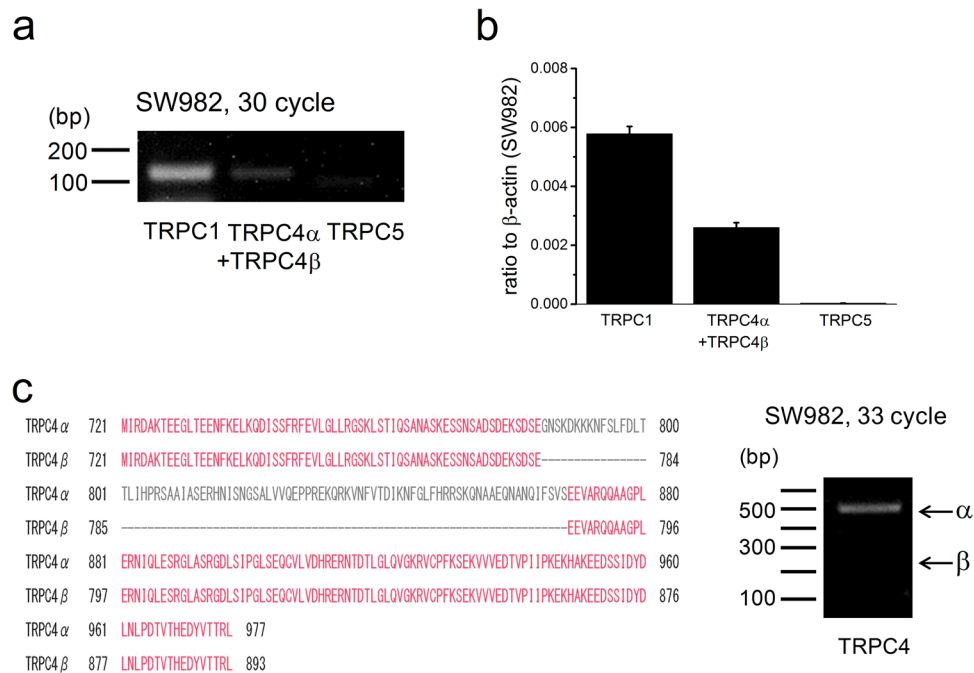 a
SW982, 30 cycle
(bp)
200
100
TRPC1 TRPC4α TRPC5
+TRPC4β
b
ratio to β-actin (SW982)
0.008
0.006
0.004
0.002
0.000
TRPC1 TRPC4α TRPC5
+TRPC4β
c
TRPC4α 721 MIRDAKTEEGLTEENFKELKQDISSFRFEVLGLLRGSKLSTIQSANASKESSNSADSDEKSDSEGNSKDKKKNFSLFDLT 800
TRPC4β 721 MIRDAKTEEGLTEENFKELKQDISSFRFEVLGLLRGSKLSTIQSANASKESSNSADSDEKSDSE---------------- 784
TRPC4α 801 TLIHPRSAAIASERHNISNGSALVVQEPPREKQRKVNFVTDIKNFGLFHRRSKQNAAEQNANQIFSVSEEVARQQAAGPL 880
TRPC4β 785 --------------------------------------------------------------------EEVARQQAAGPL 796
TRPC4α 881 ERNIQLESRGLASRGDLSIPGLSEQCVLVDHRERNTDTLGLQVGKRVCPFKSEKVVVEDTVPIIPKEKHAKEEDSSIDYD 960
TRPC4β 797 ERNIQLESRGLASRGDLSIPGLSEQCVLVDHRERNTDTLGLQVGKRVCPFKSEKVVVEDTVPIIPKEKHAKEEDSSIDYD 876
TRPC4α 961 LNLPDTVTHEDYVTTRL 977
TRPC4β 877 LNLPDTVTHEDYVTTRL 893
SW982, 33 cycle
(bp)
500
300
100
α
β
TRPC4